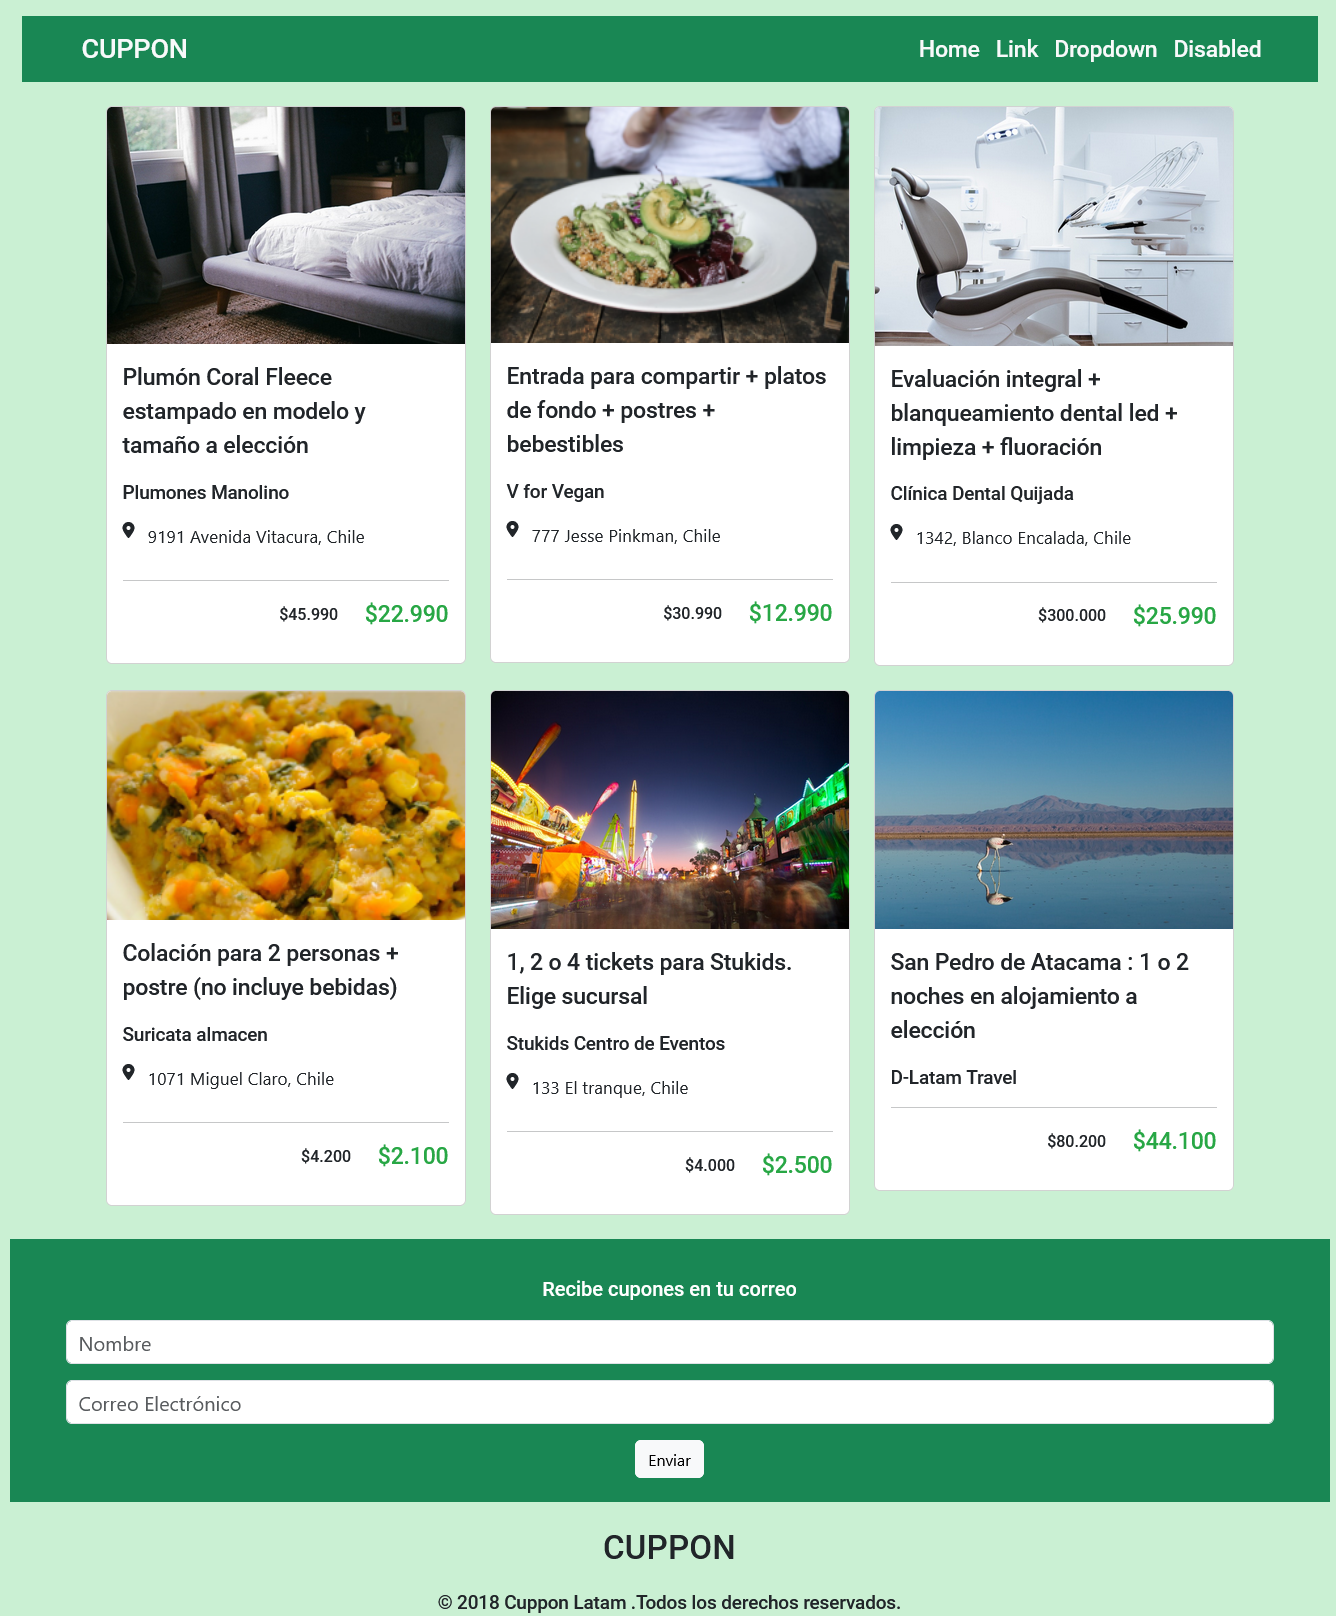 CUPPON
Home Link Dropdown Disabled
Plumón Coral Fleece
estampado en modelo y
tamaño a elección
Plumones Manolino
9191 Avenida Vitacura, Chile
$45.990 $22.990
Entrada para compartir + platos
de fondo + postres +
bebestibles
V for Vegan
777 Jesse Pinkman, Chile
$30.990 $12.990
Evaluación integral +
blanqueamiento dental led +
limpieza + fluoración
Clínica Dental Quijada
1342, Blanco Encalada, Chile
$300.000 $25.990
Colación para 2 personas +
postre (no incluye bebidas)
Suricata almacen
1071 Miguel Claro, Chile
$4.200 $2.100
1, 2 o 4 tickets para Stukids.
Elige sucursal
Stukids Centro de Eventos
133 El tranque, Chile
$4.000 $2.500
San Pedro de Atacama : 1 o 2
noches en alojamiento a
elección
D-Latam Travel
$80.200 $44.100
Recibe cupones en tu correo
Nombre
Correo Electrónico
Enviar
CUPPON
© 2018 Cuppon Latam .Todos los derechos reservados.